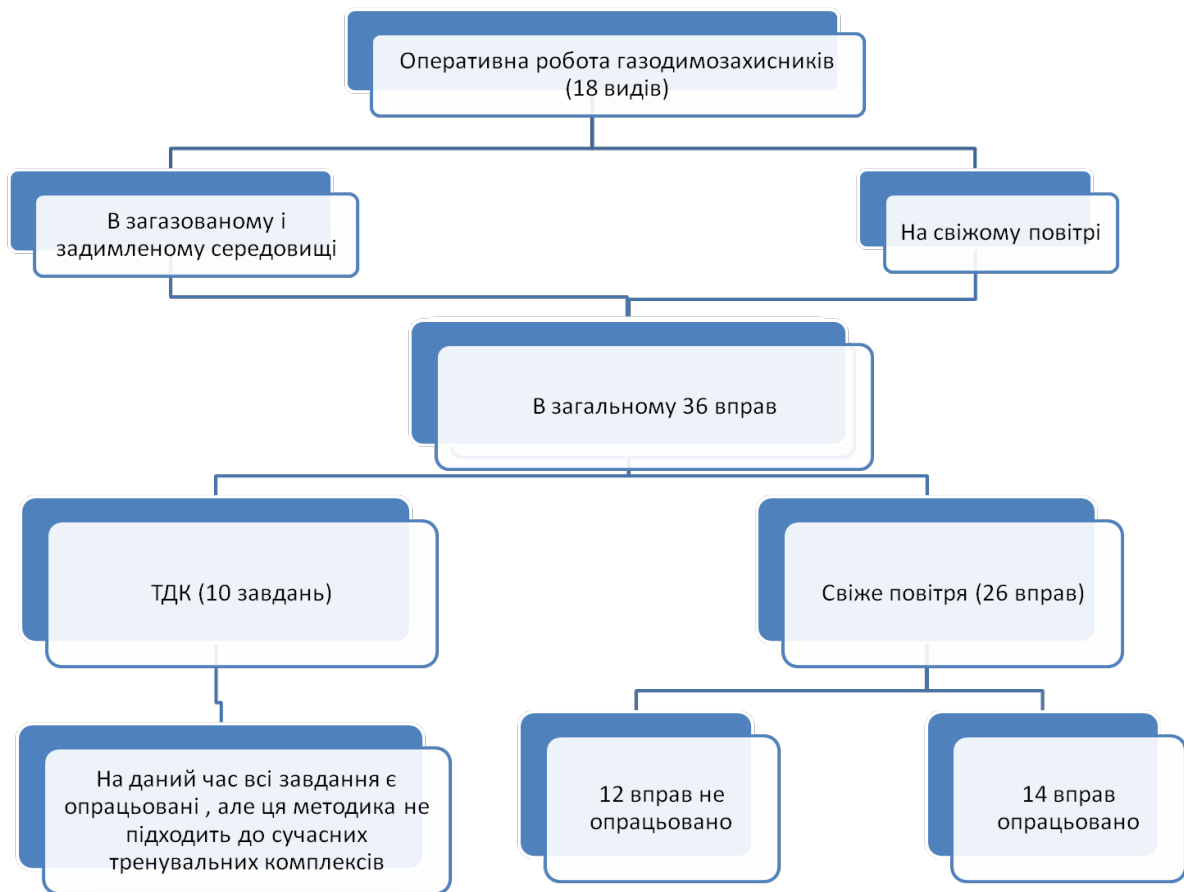 Оперативна робота газодимозахисників
(18 видів)
В загазованому і
задимленому середовищі
На свіжому повітрі
В загальному 36 вправ
ТДК (10 завдань)
Свіже повітря (26 вправ)
На даний час всі завдання є
опрацьовані , але ця методика не
підходить до сучасних
тренувальних комплексів
12 вправ не
опрацьовано
14 вправ
опрацьовано